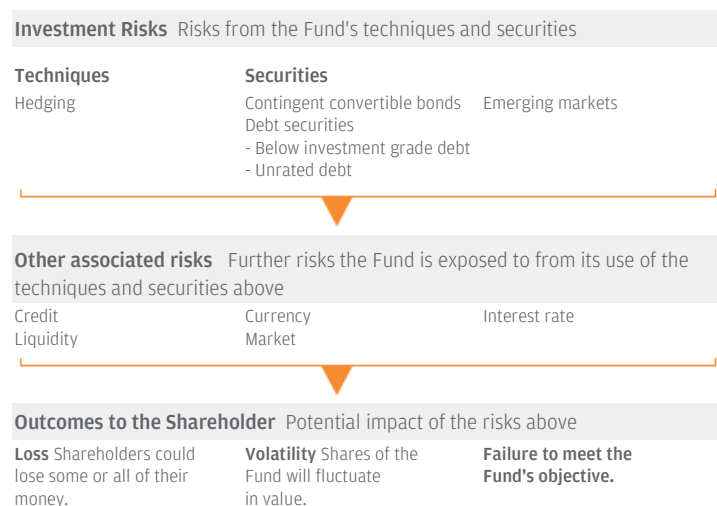 Investment Risks Risks from the Fund's techniques and securities
Techniques Securities
Hedging Contingent convertible bonds Emerging markets
Debt securities
- Below investment grade debt
- Unrated debt
Other associated risks Further risks the Fund is exposed to from its use of the
techniques and securities above
Credit Currency Interest rate
Liquidity Market
Outcomes to the Shareholder Potential impact of the risks above
Loss Shareholders could
lose some or all of their
money.
Volatility Shares of the
Fund will fluctuate
in value.
Failure to meet the
Fund's objective.